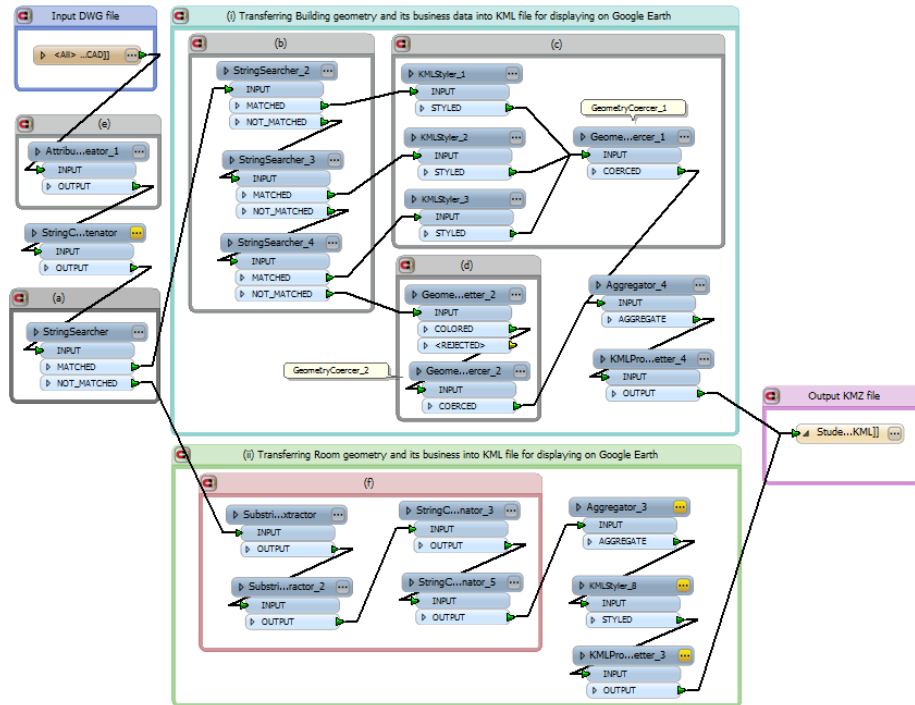 Input DWG file
<All> ...CAD]]
(e)
Attribu...eator_1
INPUT
OUTPUT
StringC...tenator
INPUT
OUTPUT
(a)
StringSearcher
INPUT
MATCHED
NOT_MATCHED
(i) Transferring Building geometry and its business data into KML file for displaying on Google Earth
(b)
StringSearcher_2
INPUT
MATCHED
NOT_MATCHED
StringSearcher_3
INPUT
MATCHED
NOT_MATCHED
StringSearcher_4
INPUT
MATCHED
NOT_MATCHED
(c)
KMLStyler_1
INPUT
STYLED
KMLStyler_2
INPUT
STYLED
KMLStyler_3
INPUT
STYLED
GeometryCoercer_1
Geome...ercer_1
INPUT
COERCED
(d)
Geome...etter_2
INPUT
COLORED
<REJECTED>
GeometryCoercer_2
Geome...ercer_2
INPUT
COERCED
Aggregator_4
INPUT
AGGREGATE
KMLPro...etter_4
INPUT
OUTPUT
Output KMZ file
Stude...KML]]
(ii) Transferring Room geometry and its business into KML file for displaying on Google Earth
(f)
Substri...xtractor
INPUT
OUTPUT
Substri...ractor_2
INPUT
OUTPUT
StringC...nator_3
INPUT
OUTPUT
StringC...nator_5
INPUT
OUTPUT
Aggregator_3
INPUT
AGGREGATE
KMLStyler_8
INPUT
STYLED
KMLPro...etter_3
INPUT
OUTPUT